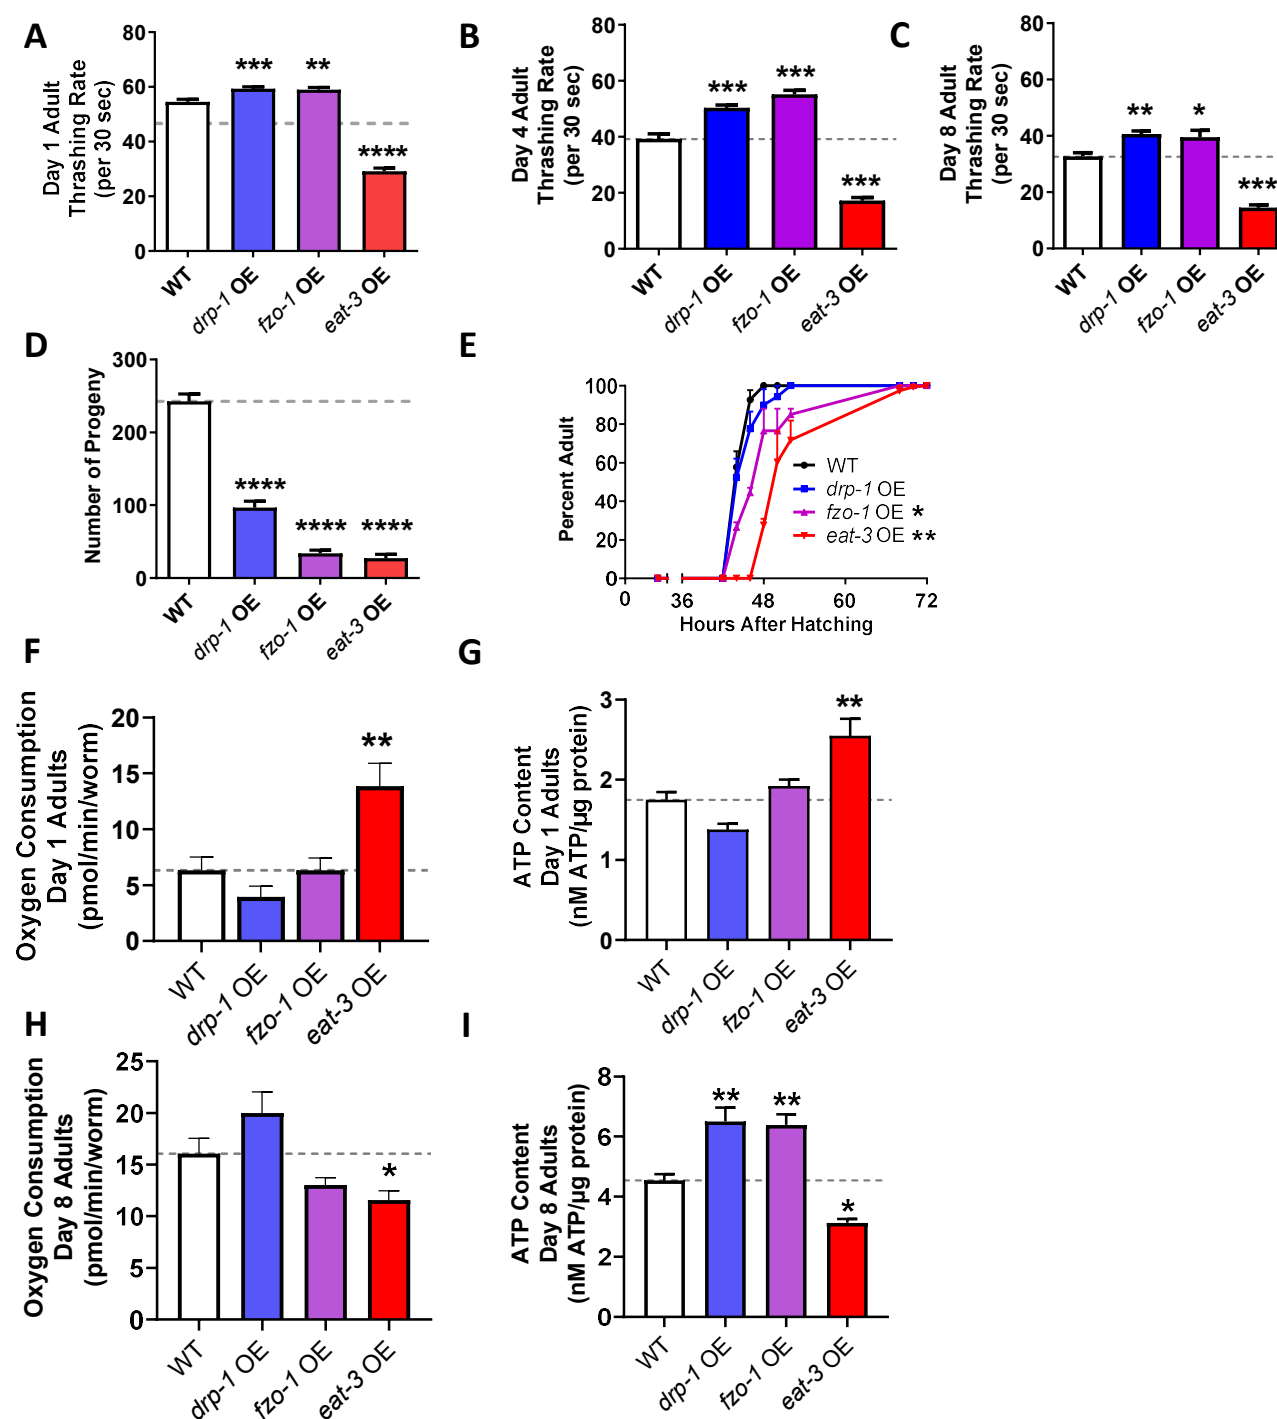 A
Day 1 Adult
Thrashing Rate
(per 30 sec)
80
60
40
20
0
***
**
****
WT
drp-1 OE
fzo-1 OE
eat-3 OE
B
Day 4 Adult
Thrashing Rate
(per 30 sec)
80
60
40
20
0
***
***
***
WT
drp-1 OE
fzo-1 OE
eat-3 OE
C
Day 8 Adult
Thrashing Rate
(per 30 sec)
80
60
40
20
0
**
*
***
WT
drp-1 OE
fzo-1 OE
eat-3 OE
D
Number of Progeny
300
200
100
0
****
****
****
WT
drp-1 OE
fzo-1 OE
eat-3 OE
E
Percent Adult
100
80
60
40
20
0
WT
drp-1 OE
fzo-1 OE *
eat-3 OE **
0 36 48 60 72
Hours After Hatching
F
Oxygen Consumption
Day 1 Adults
(pmol/min/worm)
20
15
10
5
0
**
WT
drp-1 OE
fzo-1 OE
eat-3 OE
G
ATP Content
Day 1 Adults
(nM ATP/µg protein)
3
2
1
0
**
WT
drp-1 OE
fzo-1 OE
eat-3 OE
H
Oxygen Consumption
Day 8 Adults
(pmol/min/worm)
25
20
15
10
5
0
*
WT
drp-1 OE
fzo-1 OE
eat-3 OE
I
ATP Content
Day 8 Adults
(nM ATP/µg protein)
8
6
4
2
0
**
**
*
WT
drp-1 OE
fzo-1 OE
eat-3 OE